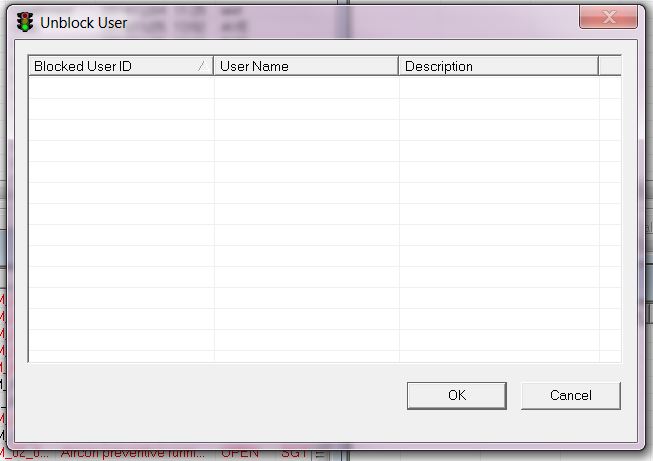 Unblock User
Blocked User ID User Name Description
OK Cancel
Aircon preventive runni... OPEN SGT